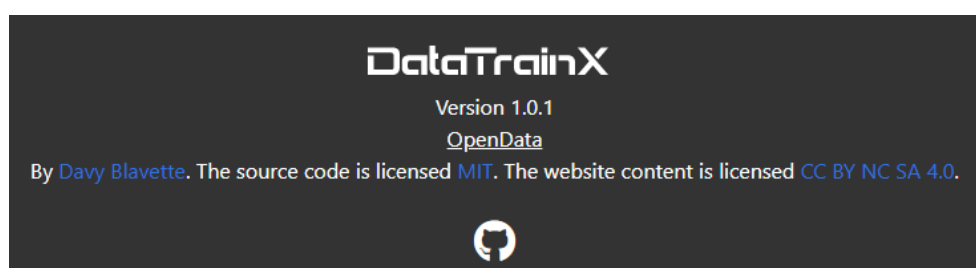 DataTrainX
Version 1.0.1
OpenData
By Davy Blavette. The source code is licensed MIT. The website content is licensed CC BY NC SA 4.0.